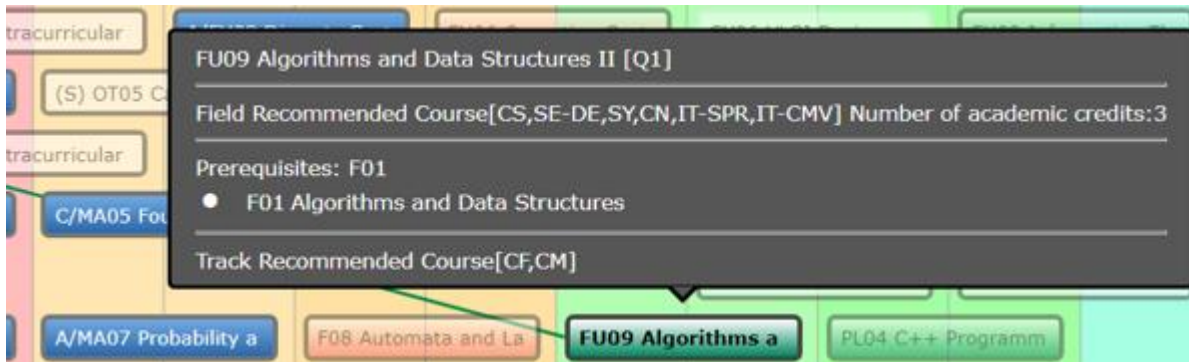 tracurricular
FU09 Algorithms and Data Structures II [Q1]
(S) OT05 C
Field Recommended Course[CS,SE-DE,SY,CN,IT-SPR,IT-CMV] Number of academic credits:3
tracurricular
Prerequisites: F01
F01 Algorithms and Data Structures
C/MA05 Fou
Track Recommended Course[CF,CM]
A/MA07 Probability a
F08 Automata and La
FU09 Algorithms a
PL04 C++ Programm